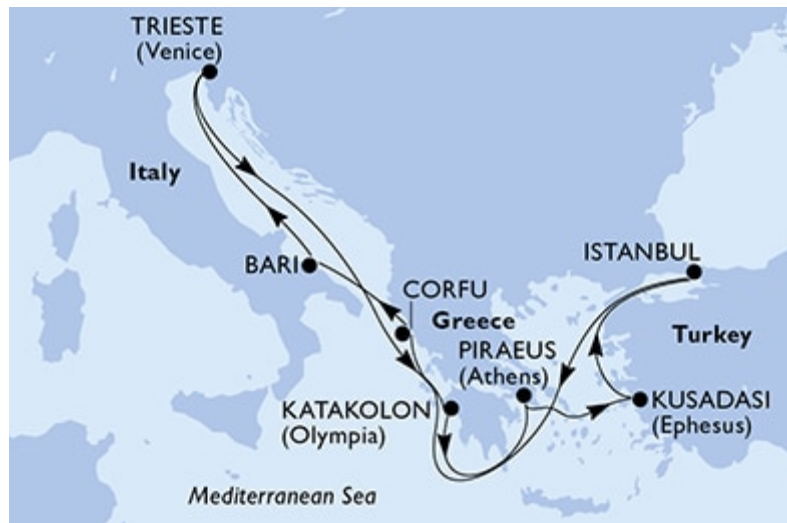 TRIESTE
(Venice)
Italy
BARI
ISTANBUL
CORFU
Greece
Turkey
PIRAEUS
(Athens)
KATAKOLON
(Olympia)
KUSADASI
(Ephesus)
Mediterranean Sea